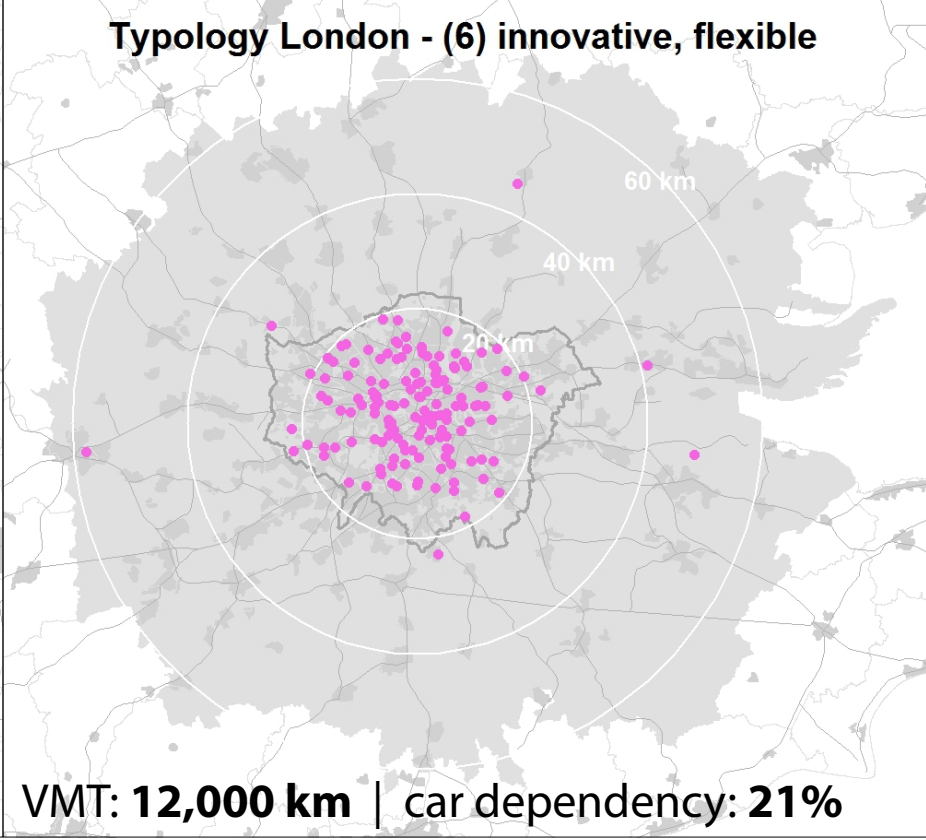 Typology London - (6) innovative, flexible
60 km
40 km
20 km
VMT: 12,000 km | car dependency: 21%